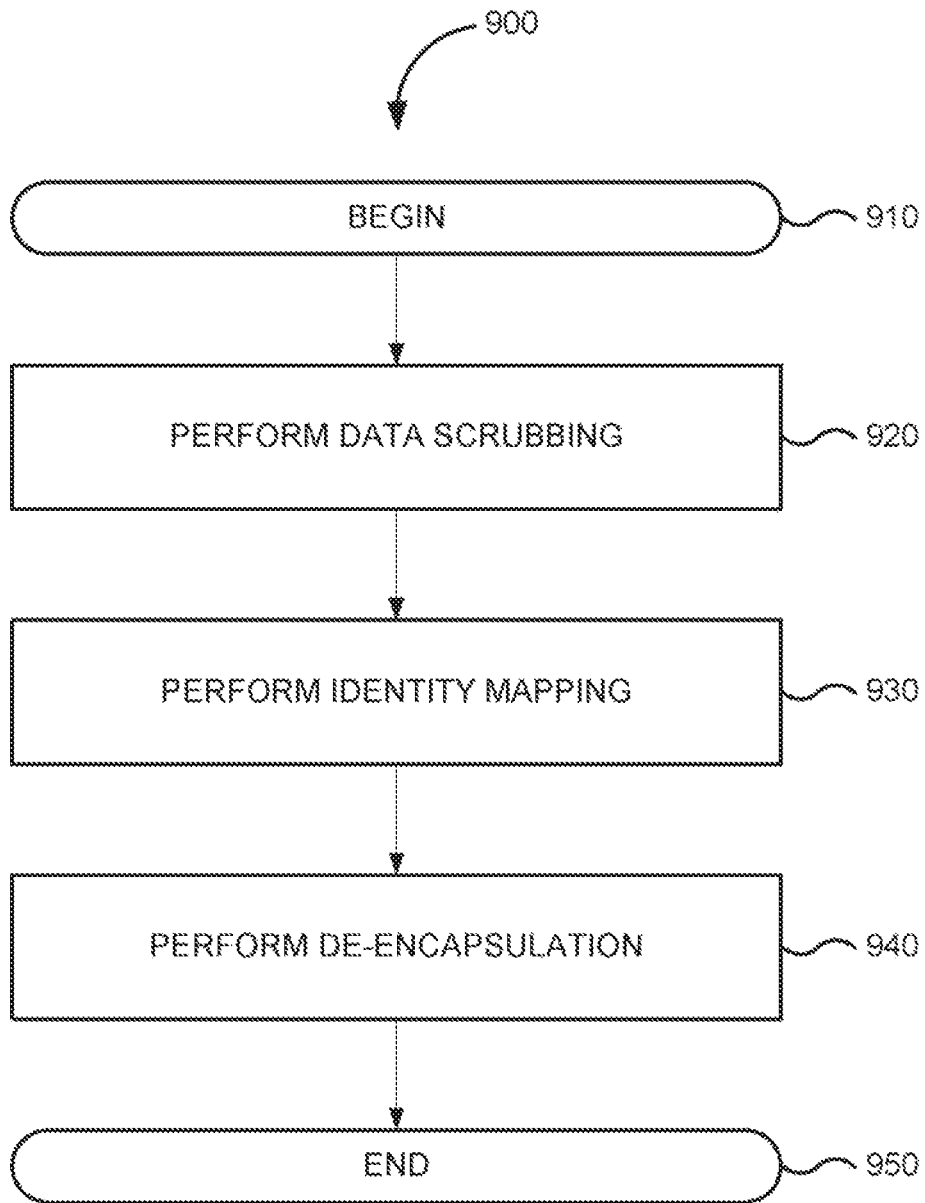 900
BEGIN
910
PERFORM DATA SCRUBBING
920
PERFORM IDENTITY MAPPING
930
PERFORM DE-ENCAPSULATION
940
END
950